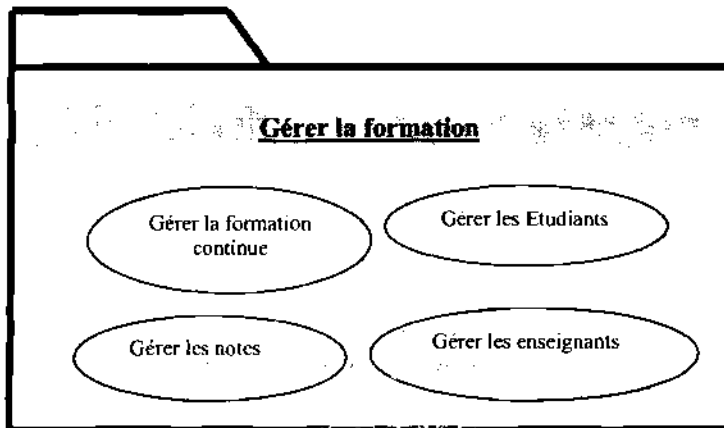 Gérer la formation
Gérer la formation
continue
Gérer les Etudiants
Gérer les notes
Gérer les enseignants